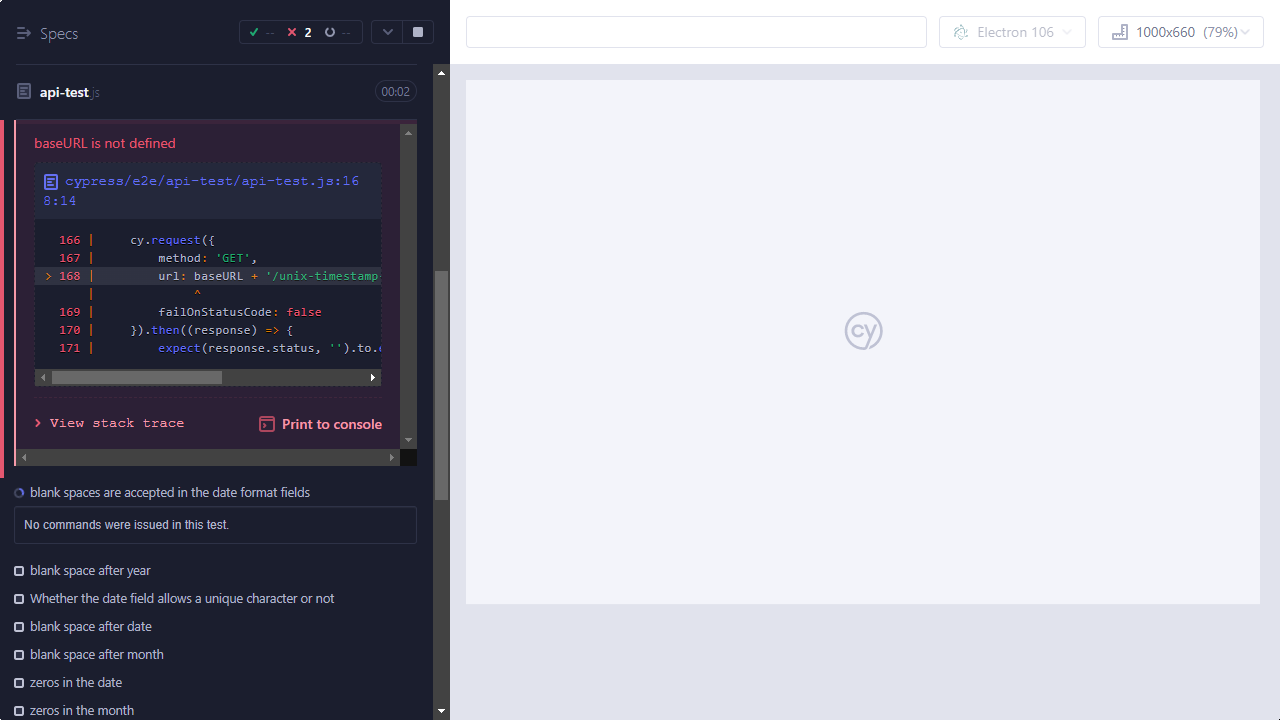 Specs
-- 2 --
Electron 106
1000x660 (79%)
api-test.js
00:02
baseURL is not defined
cypress/e2e/api-test/api-test.js:16
8:14
166 | cy.request({
167 | method: 'GET',
> 168 | url: baseURL + '/unix-timestamp-
| ^
169 | failOnStatusCode: false
170 | }).then((response) => {
171 | expect(response.status, '').to.e
View stack trace
Print to console
blank spaces are accepted in the date format fields
No commands were issued in this test.
blank space after year
Whether the date field allows a unique character or not
blank space after date
blank space after month
zeros in the date
zeros in the month
cy